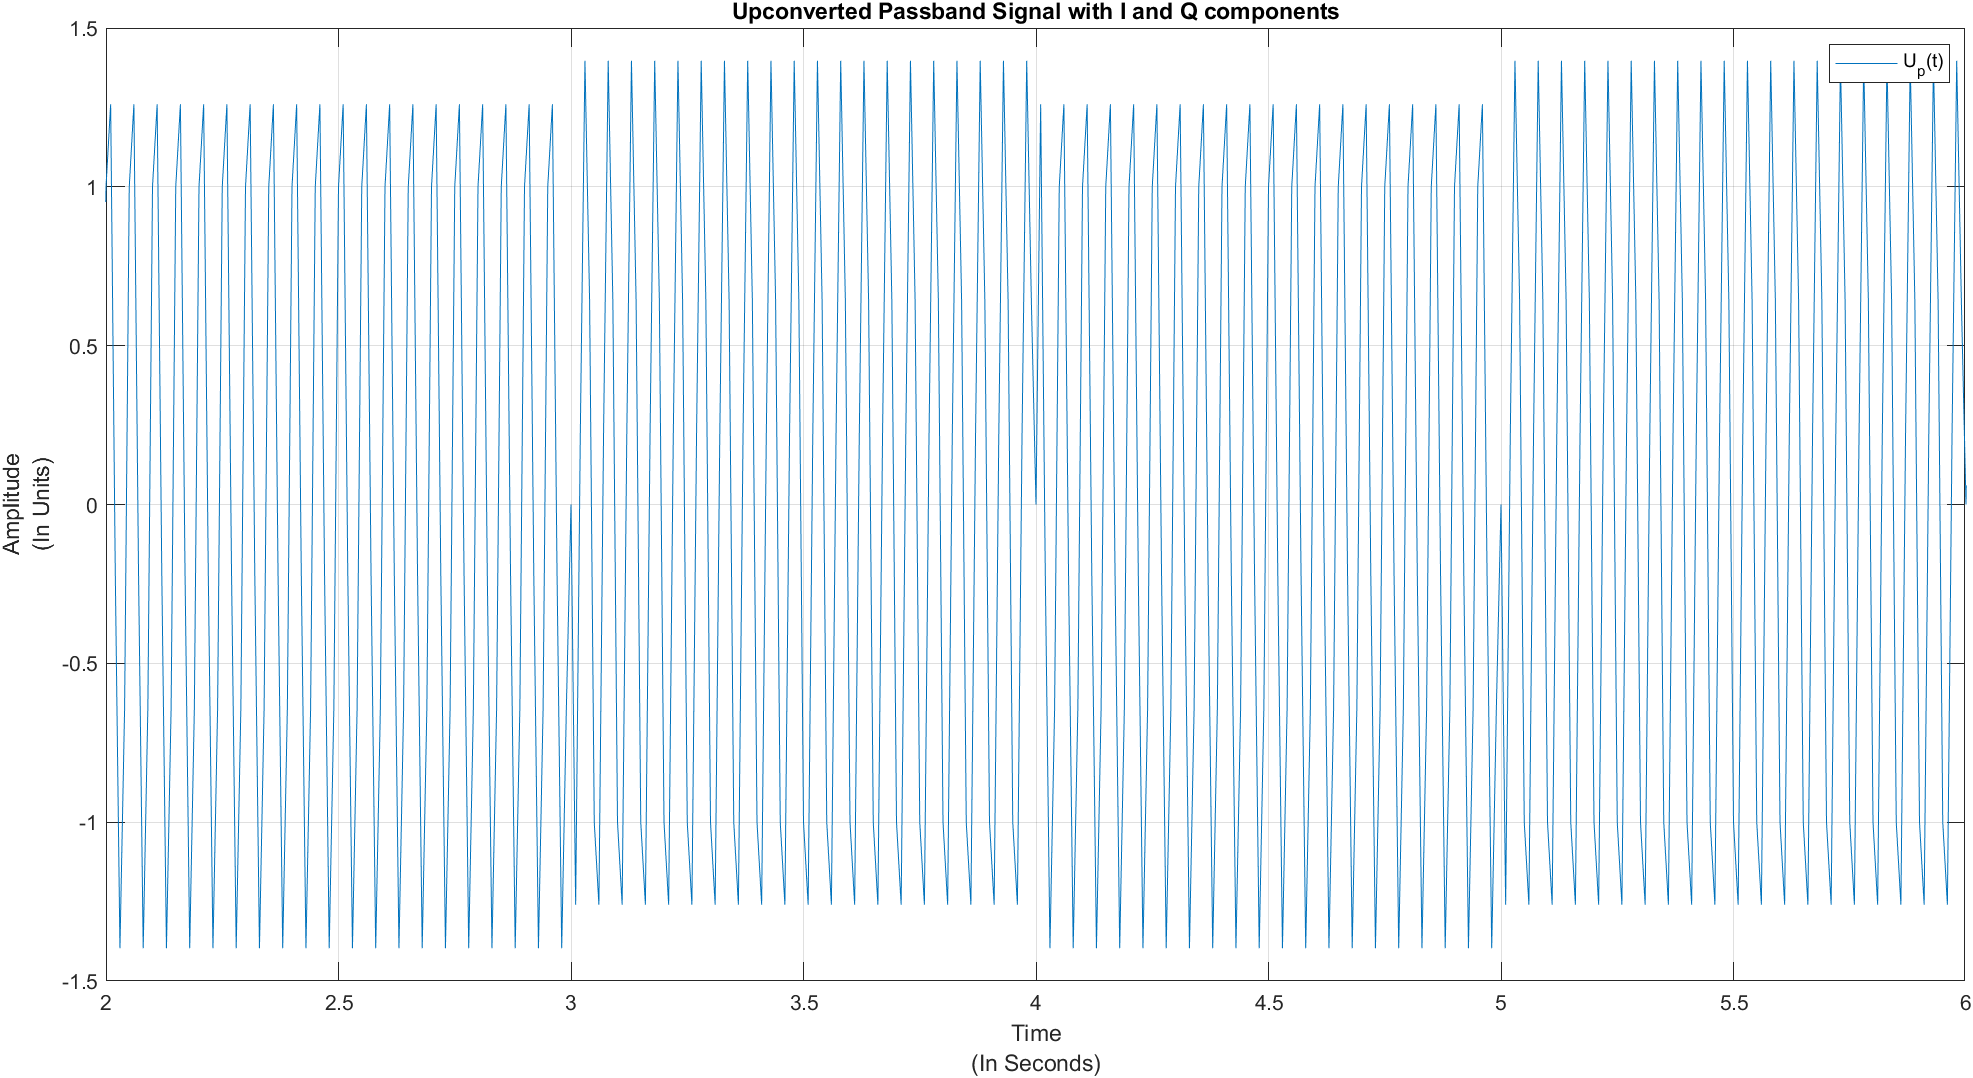 Upconverted Passband Signal with I and Q components
1.5
1
0.5
0
-0.5
-1
-1.5
Amplitude
(In Units)
U_p(t)
2
2.5
3
3.5
4
4.5
5
5.5
6
Time
(In Seconds)